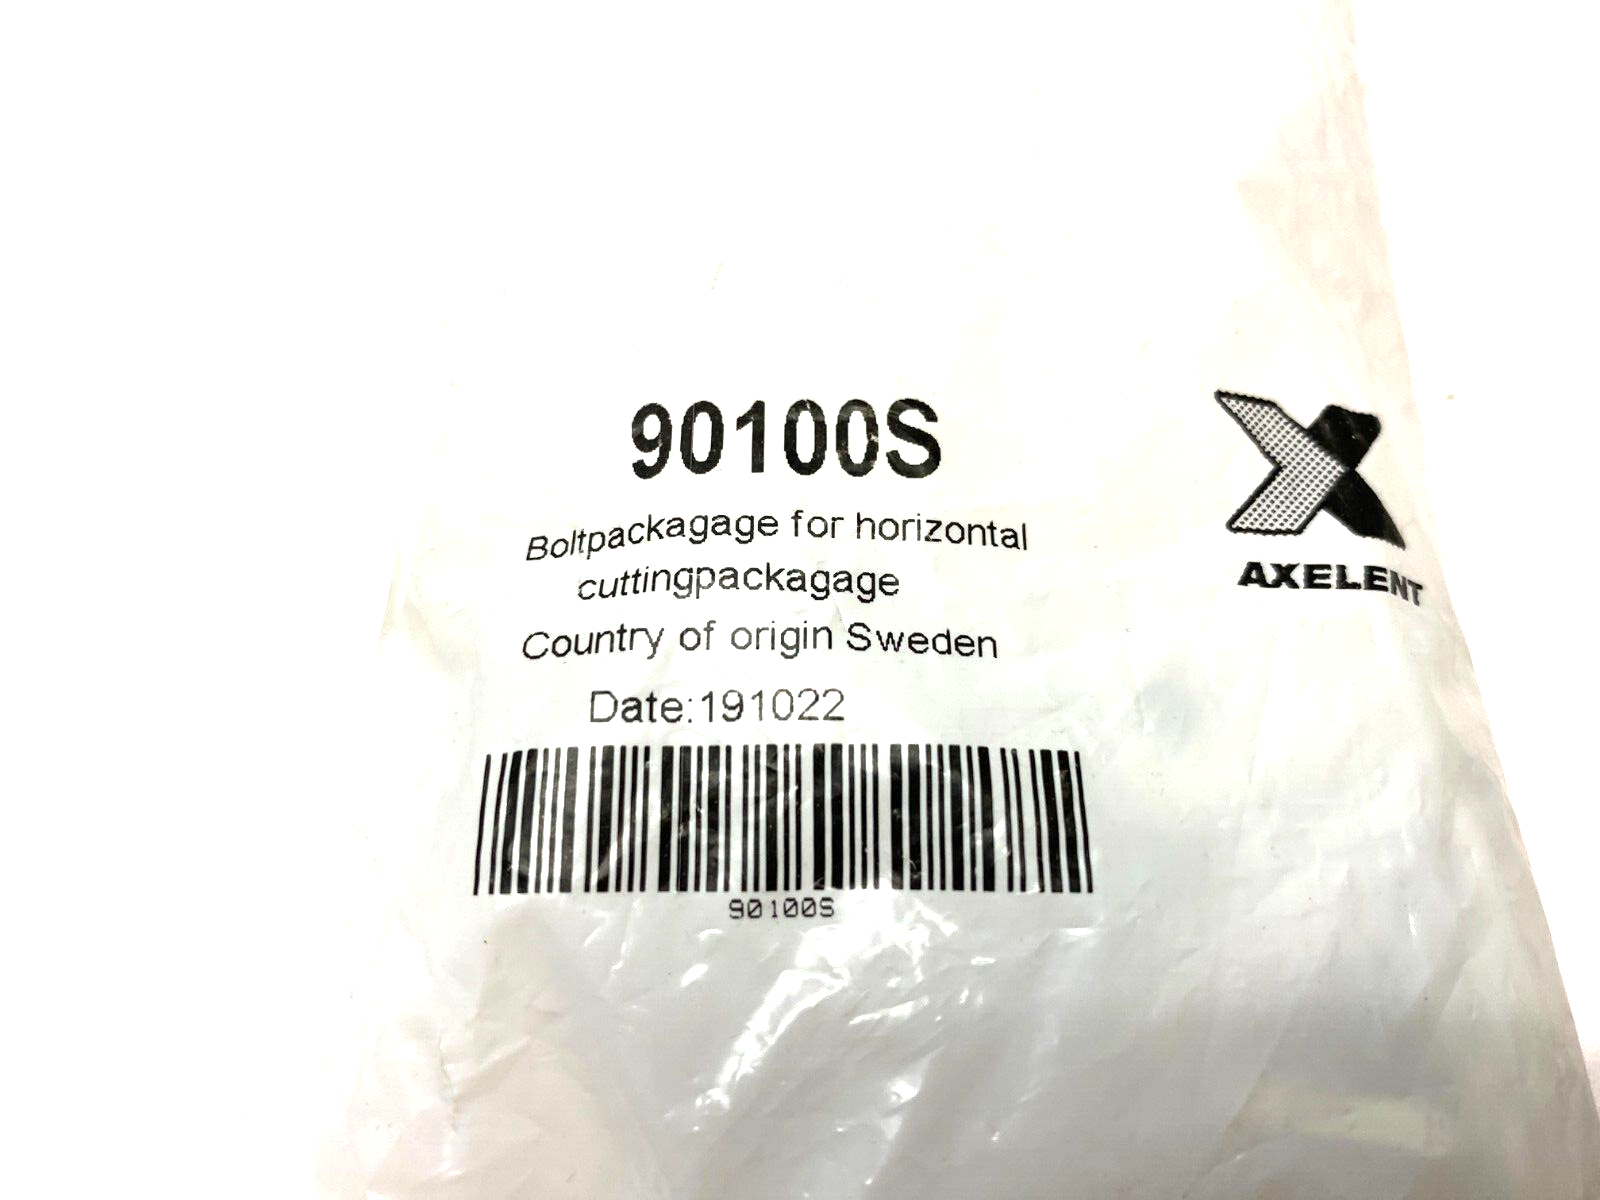 90100S
Boltpackagage for horizontal
cuttingpackagage
Country of origin Sweden
Date:191022
90100S
AXELENT